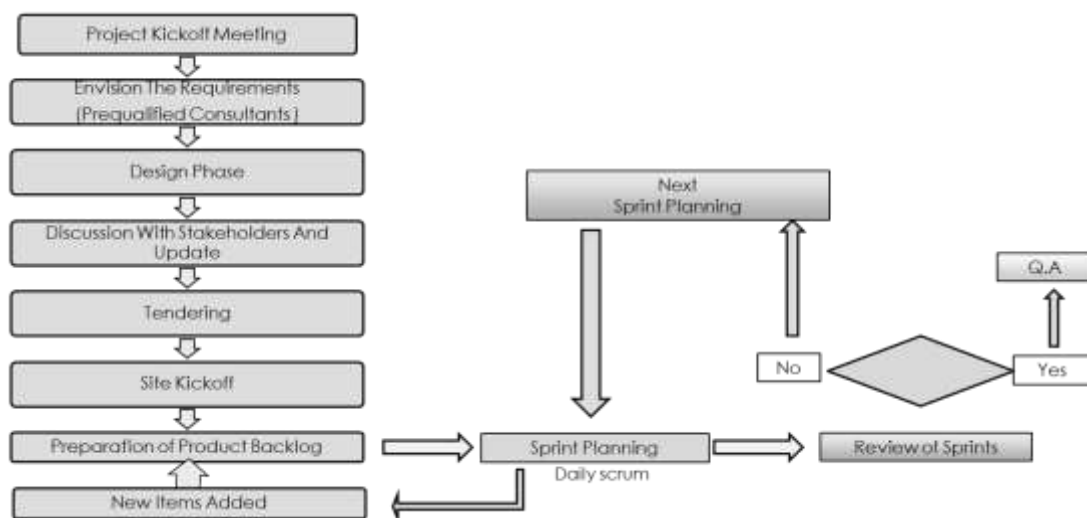 Project Kickoff Meeting
Envision The Requirements
(Prequalified Consultants)
Design Phase
Discussion With Stakeholders And
Update
Tendering
Site Kickoff
Preparation of Product Backlog
New Items Added
Next
Sprint Planning
Q.A
No
Yes
Sprint Planning
Daily scrum
Review of Sprints